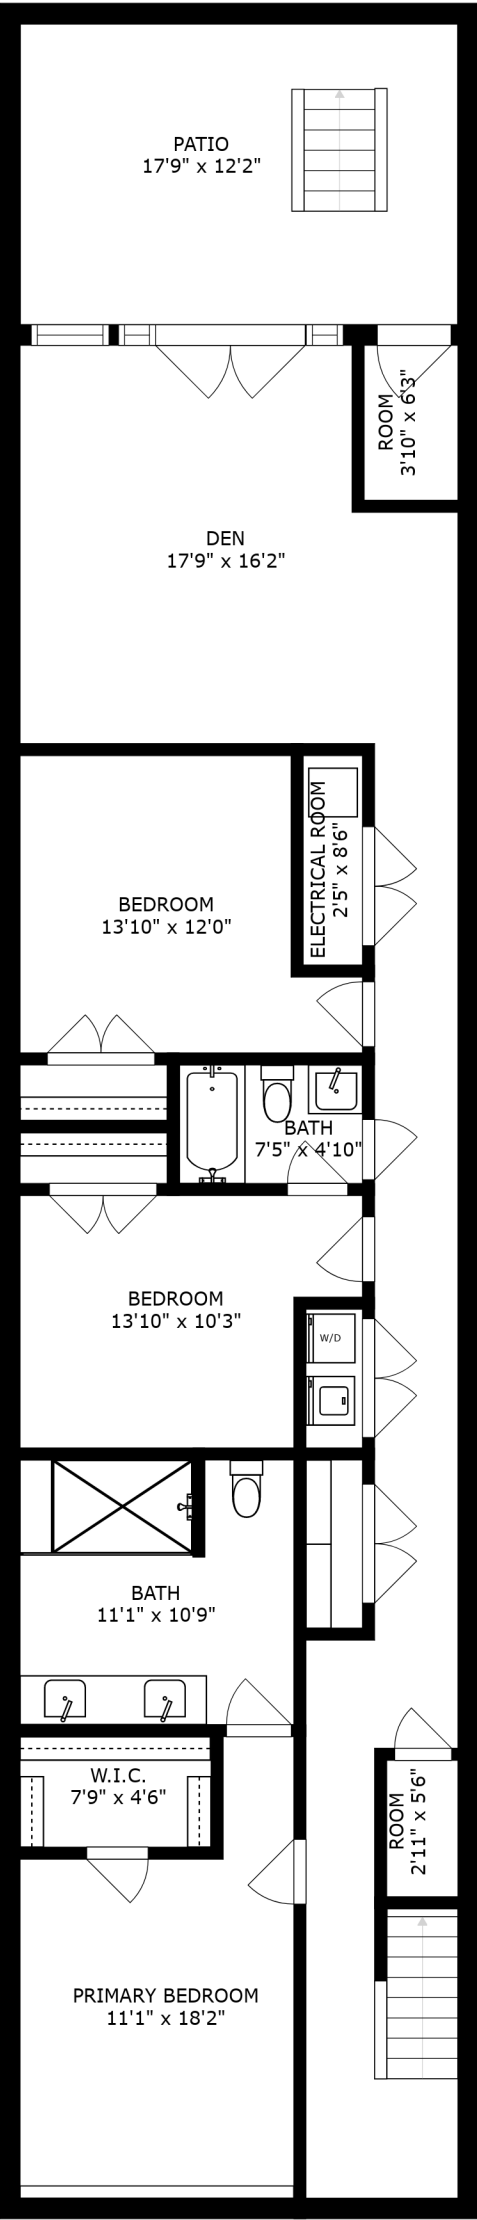 PATIO
17'9" x 12'2"
ROOM
3'10" x 6'3"
DEN
17'9" x 16'2"
ELECTRICAL ROOM
2'5" x 8'6"
BEDROOM
13'10" x 12'0"
BATH
7'5" x 4'10"
BEDROOM
13'10" x 10'3"
W/D
BATH
11'1" x 10'9"
W.I.C.
7'9" x 4'6"
ROOM
2'11" x 5'6"
PRIMARY BEDROOM
11'1" x 18'2"